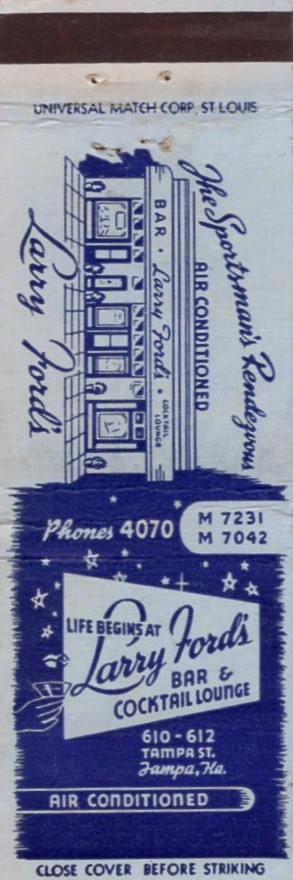 UNIVERSAL MATCH CORP., ST. LOUIS
The Sportsman's Rendezvous
AIR CONDITIONED
BAR • Larry Ford's • COCKTAIL
LOUNGE
Larry Ford's
Phones 4070
M 7231
M 7042
LIFE BEGINS AT
Larry Ford's
BAR &
COCKTAIL LOUNGE
610-612
TAMPA ST.
Tampa, Fla.
AIR CONDITIONED
CLOSE COVER BEFORE STRIKING